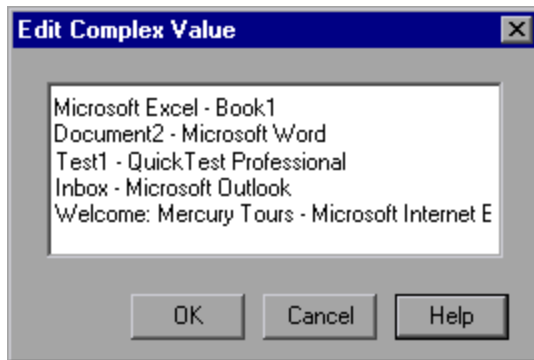 Edit Complex Value
Microsoft Excel - Book1
Document2 - Microsoft Word
Test1 - QuickTest Professional
Inbox - Microsoft Outlook
Welcome: Mercury Tours - Microsoft Internet E
OK Cancel Help